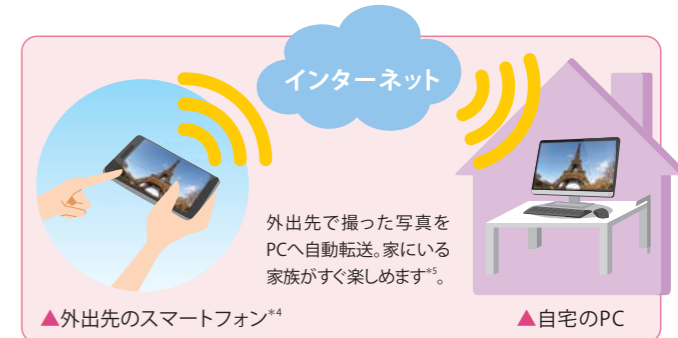 インターネット
外出先で撮った写真を
PCへ自動転送。家にいる
家族がすぐ楽しめます*5。
▲外出先のスマートフォン*4
▲自宅のPC